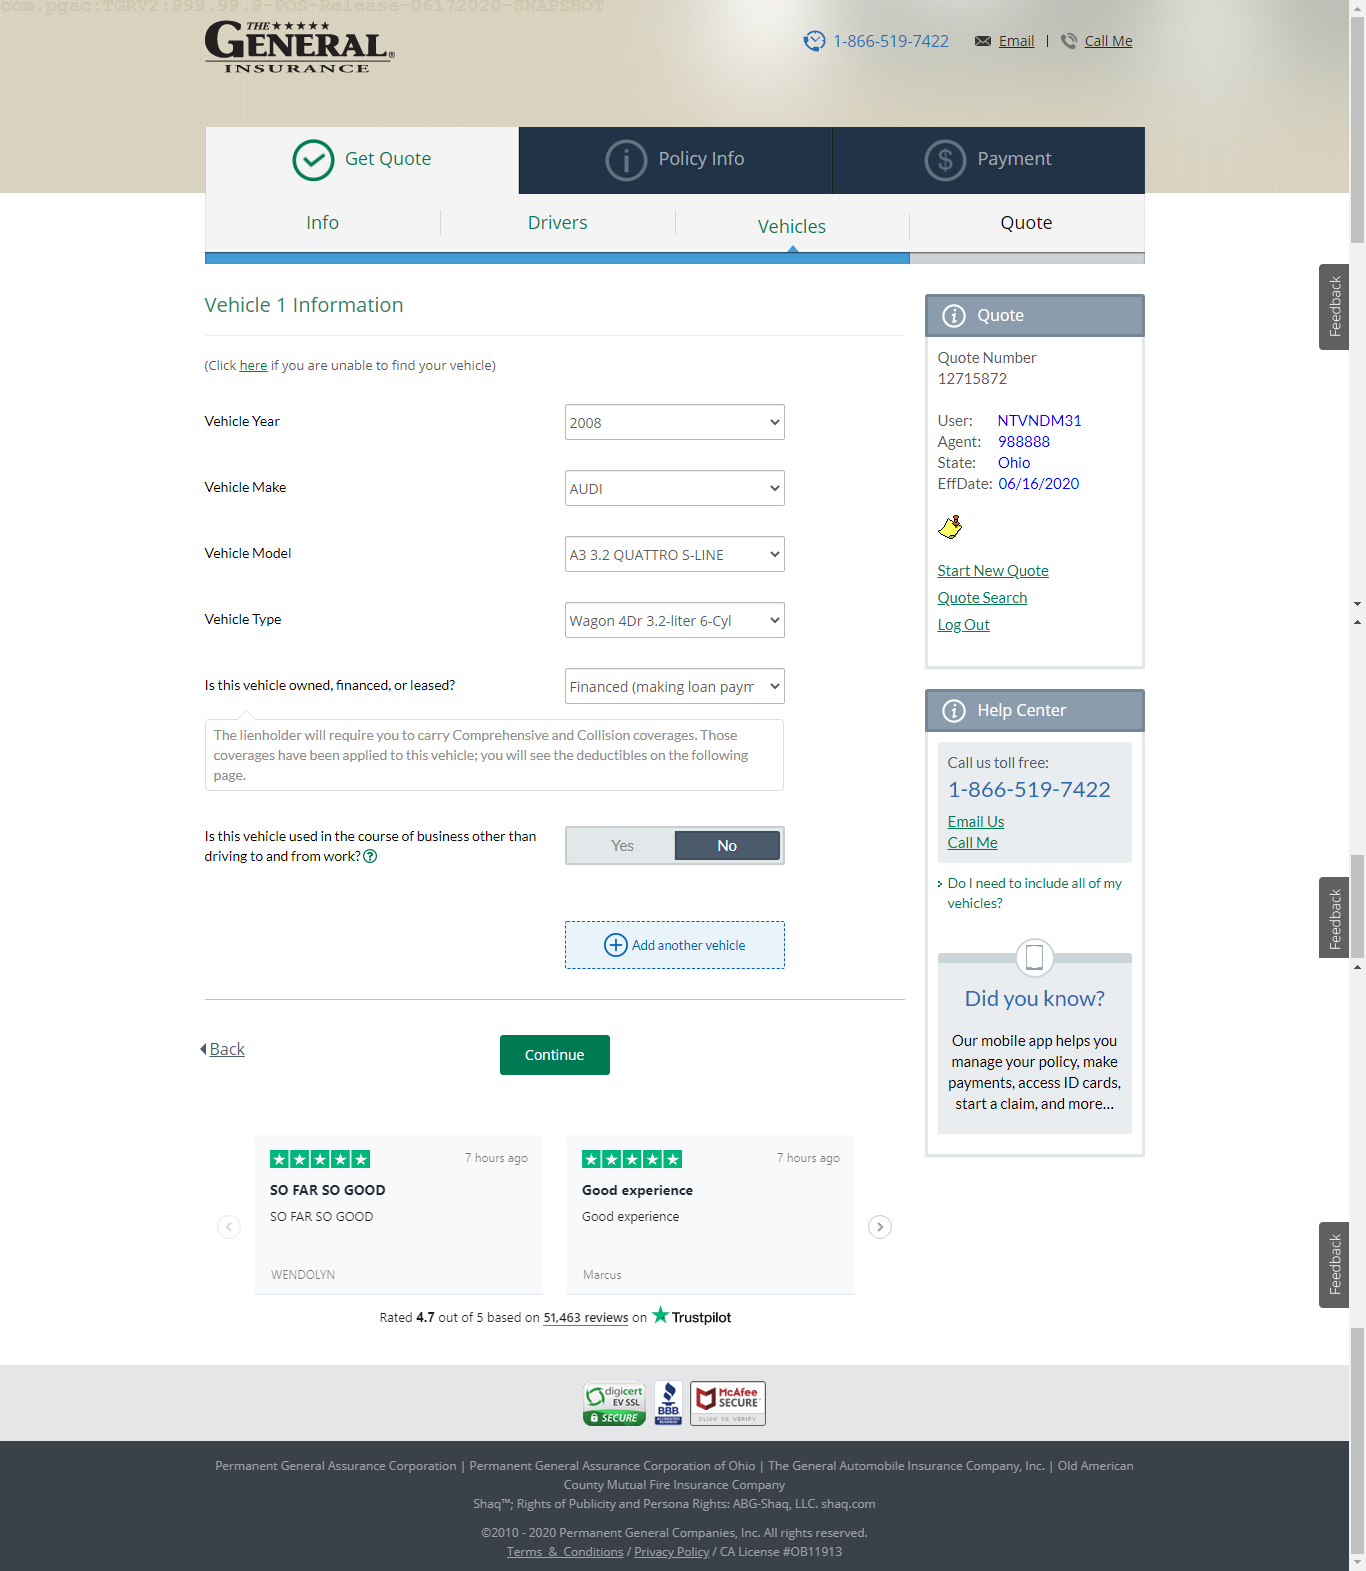 com.pgac:TGRV2:999.99.9-POS-Release-06172020-SNAPSHOT
THE
GENERAL
INSURANCE
1-866-519-7422
Email | Call Me
Get Quote
Policy Info
Payment
Info
Drivers
Vehicles
Quote
Vehicle 1 Information
(Click here if you are unable to find your vehicle)
Vehicle Year
2008
Vehicle Make
AUDI
Vehicle Model
A3 3.2 QUATTRO S-LINE
Vehicle Type
Wagon 4Dr 3.2-liter 6-Cyl
Is this vehicle owned, financed, or leased?
Financed (making loan paym
The lienholder will require you to carry Comprehensive and Collision coverages. Those
coverages have been applied to this vehicle; you will see the deductibles on the following
page.
Is this vehicle used in the course of business other than
driving to and from work?
Yes
No
Add another vehicle
Back
Continue
Quote
Quote Number
12715872
User: NTVNDM31
Agent: 988888
State: Ohio
EffDate: 06/16/2020
Start New Quote
Quote Search
Log Out
Help Center
Call us toll free:
1-866-519-7422
Email Us
Call Me
Do I need to include all of my
vehicles?
Did you know?
Our mobile app helps you
manage your policy, make
payments, access ID cards,
start a claim, and more...
Feedback
Feedback
Feedback
7 hours ago
SO FAR SO GOOD
SO FAR SO GOOD
WENDOLYN
7 hours ago
Good experience
Good experience
Marcus
Rated 4.7 out of 5 based on 51,463 reviews on Trustpilot
digicert
EV SSL
SECURE
BBB
ACCREDITED
BUSINESS
McAfee
SECURE
CLICK TO VERIFY
Permanent General Assurance Corporation | Permanent General Assurance Corporation of Ohio | The General Automobile Insurance Company, Inc. | Old American
County Mutual Fire Insurance Company
Shaq™; Rights of Publicity and Persona Rights: ABG-Shaq, LLC. shaq.com
©2010 - 2020 Permanent General Companies, Inc. All rights reserved.
Terms & Conditions / Privacy Policy / CA License #OB11913